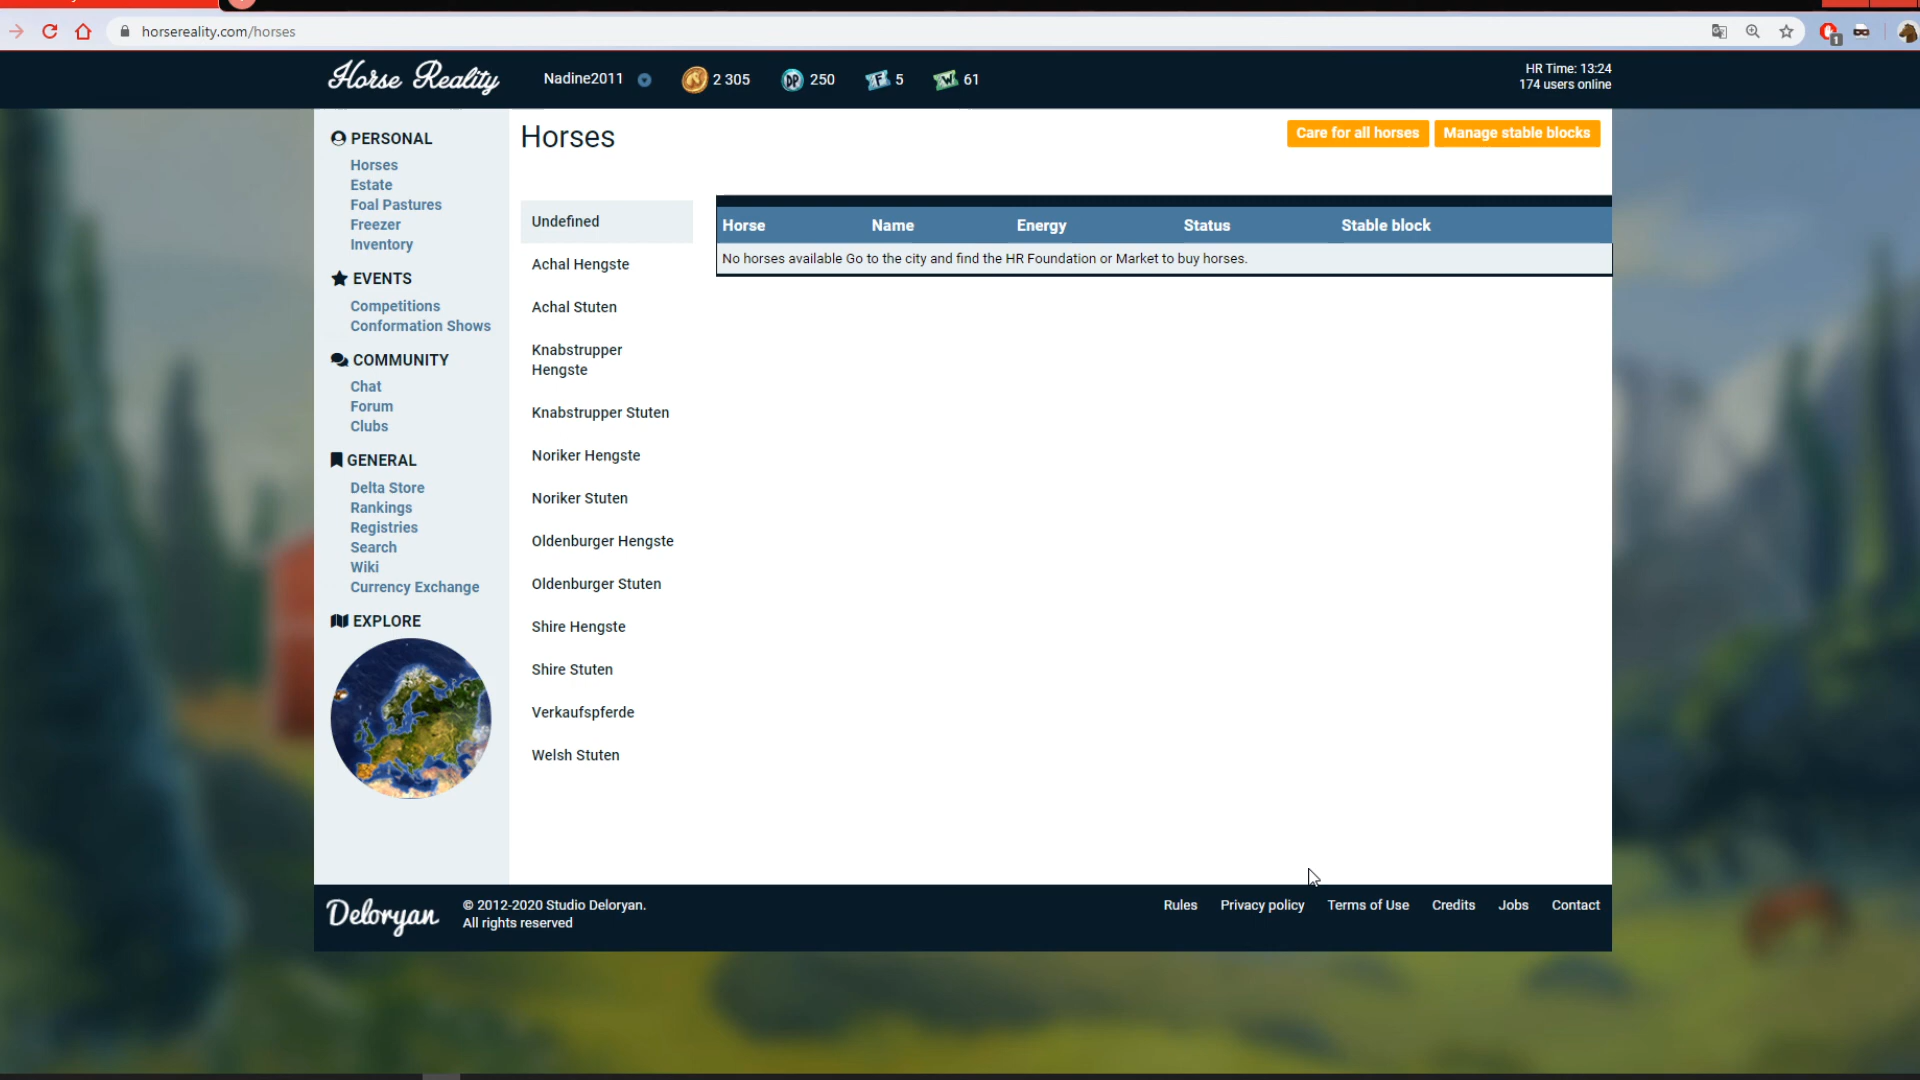 horsereality.com/horses
1
Horse Reality
Nadine2011
2 305
DP
250
F
5
W
61
HR Time: 13:24
174 users online
PERSONAL
Horses
Estate
Foal Pastures
Freezer
Inventory
EVENTS
Competitions
Conformation Shows
COMMUNITY
Chat
Forum
Clubs
GENERAL
Delta Store
Rankings
Registries
Search
Wiki
Currency Exchange
EXPLORE
Horses
Care for all horses
Manage stable blocks
Undefined
Achal Hengste
Achal Stuten
Knabstrupper
Hengste
Knabstrupper Stuten
Noriker Hengste
Noriker Stuten
Oldenburger Hengste
Oldenburger Stuten
Shire Hengste
Shire Stuten
Verkaufspferde
Welsh Stuten
Horse Name Energy Status Stable block
No horses available Go to the city and find the HR Foundation or Market to buy horses.
Deloryan
© 2012-2020 Studio Deloryan.
All rights reserved
Rules Privacy policy Terms of Use Credits Jobs Contact